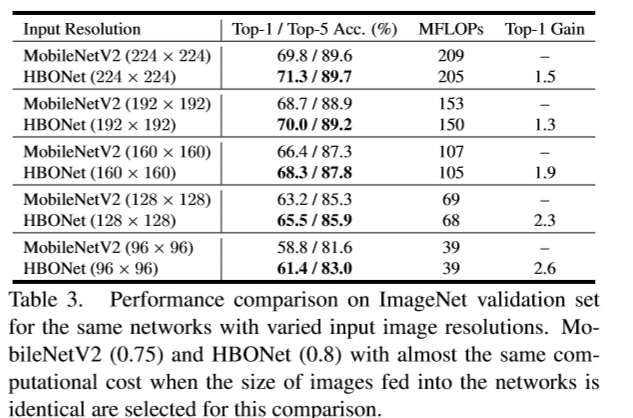 Input Resolution Top-1 / Top-5 Acc. (%) MFLOPs Top-1 Gain
MobileNetV2 (224 × 224) 69.8 / 89.6 209 –
HBONet (224 × 224) 71.3 / 89.7 205 1.5
MobileNetV2 (192 × 192) 68.7 / 88.9 153 –
HBONet (192 × 192) 70.0 / 89.2 150 1.3
MobileNetV2 (160 × 160) 66.4 / 87.3 107 –
HBONet (160 × 160) 68.3 / 87.8 105 1.9
MobileNetV2 (128 × 128) 63.2 / 85.3 69 –
HBONet (128 × 128) 65.5 / 85.9 68 2.3
MobileNetV2 (96 × 96) 58.8 / 81.6 39 –
HBONet (96 × 96) 61.4 / 83.0 39 2.6
Table 3. Performance comparison on ImageNet validation set
for the same networks with varied input image resolutions. Mo-
bileNetV2 (0.75) and HBONet (0.8) with almost the same com-
putational cost when the size of images fed into the networks is
identical are selected for this comparison.